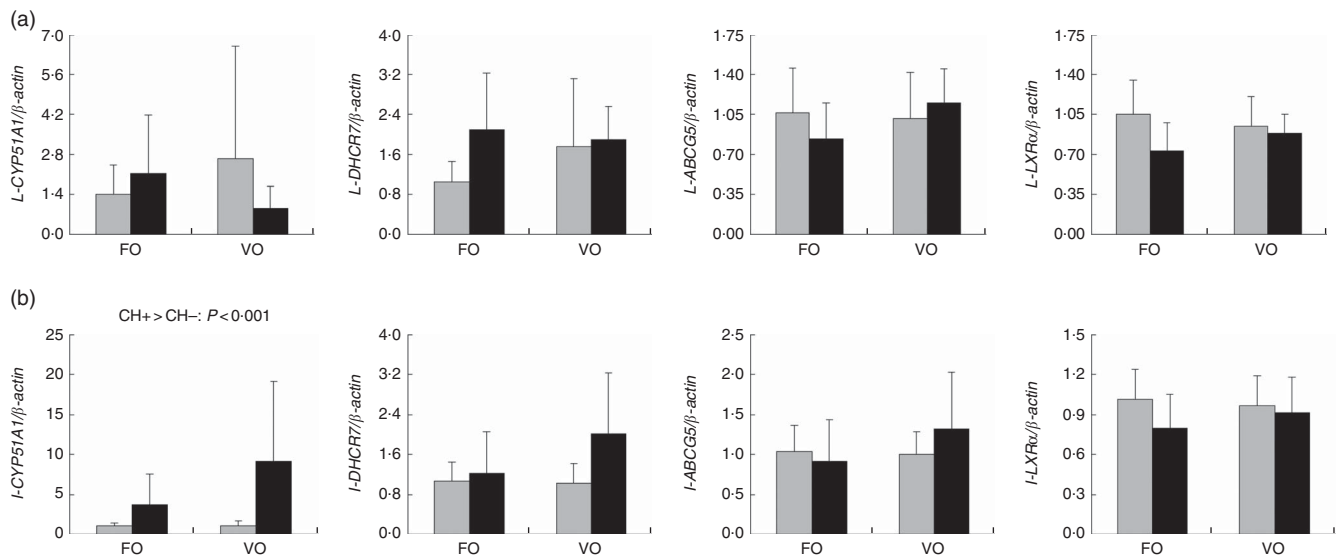 (a)
L-CYP51A1/β-actin
7·0
5·6
4·2
2·8
1·4
0·0
FO
VO
L-DHCR7/β-actin
4·0
3·2
2·4
1·6
0·8
0·0
FO
VO
L-ABCG5/β-actin
1·75
1·40
1·05
0·70
0·35
0·00
FO
VO
L-LXRα/β-actin
1·75
1·40
1·05
0·70
0·35
0·00
FO
VO
(b)
CH+>CH–: P<0·001
I-CYP51A1/β-actin
25
20
15
10
5
0
FO
VO
I-DHCR7/β-actin
4·0
3·2
2·4
1·6
0·8
0·0
FO
VO
I-ABCG5/β-actin
2·5
2·0
1·5
1·0
0·5
0·0
FO
VO
I-LXRα/β-actin
1·5
1·2
0·9
0·6
0·3
0·0
FO
VO